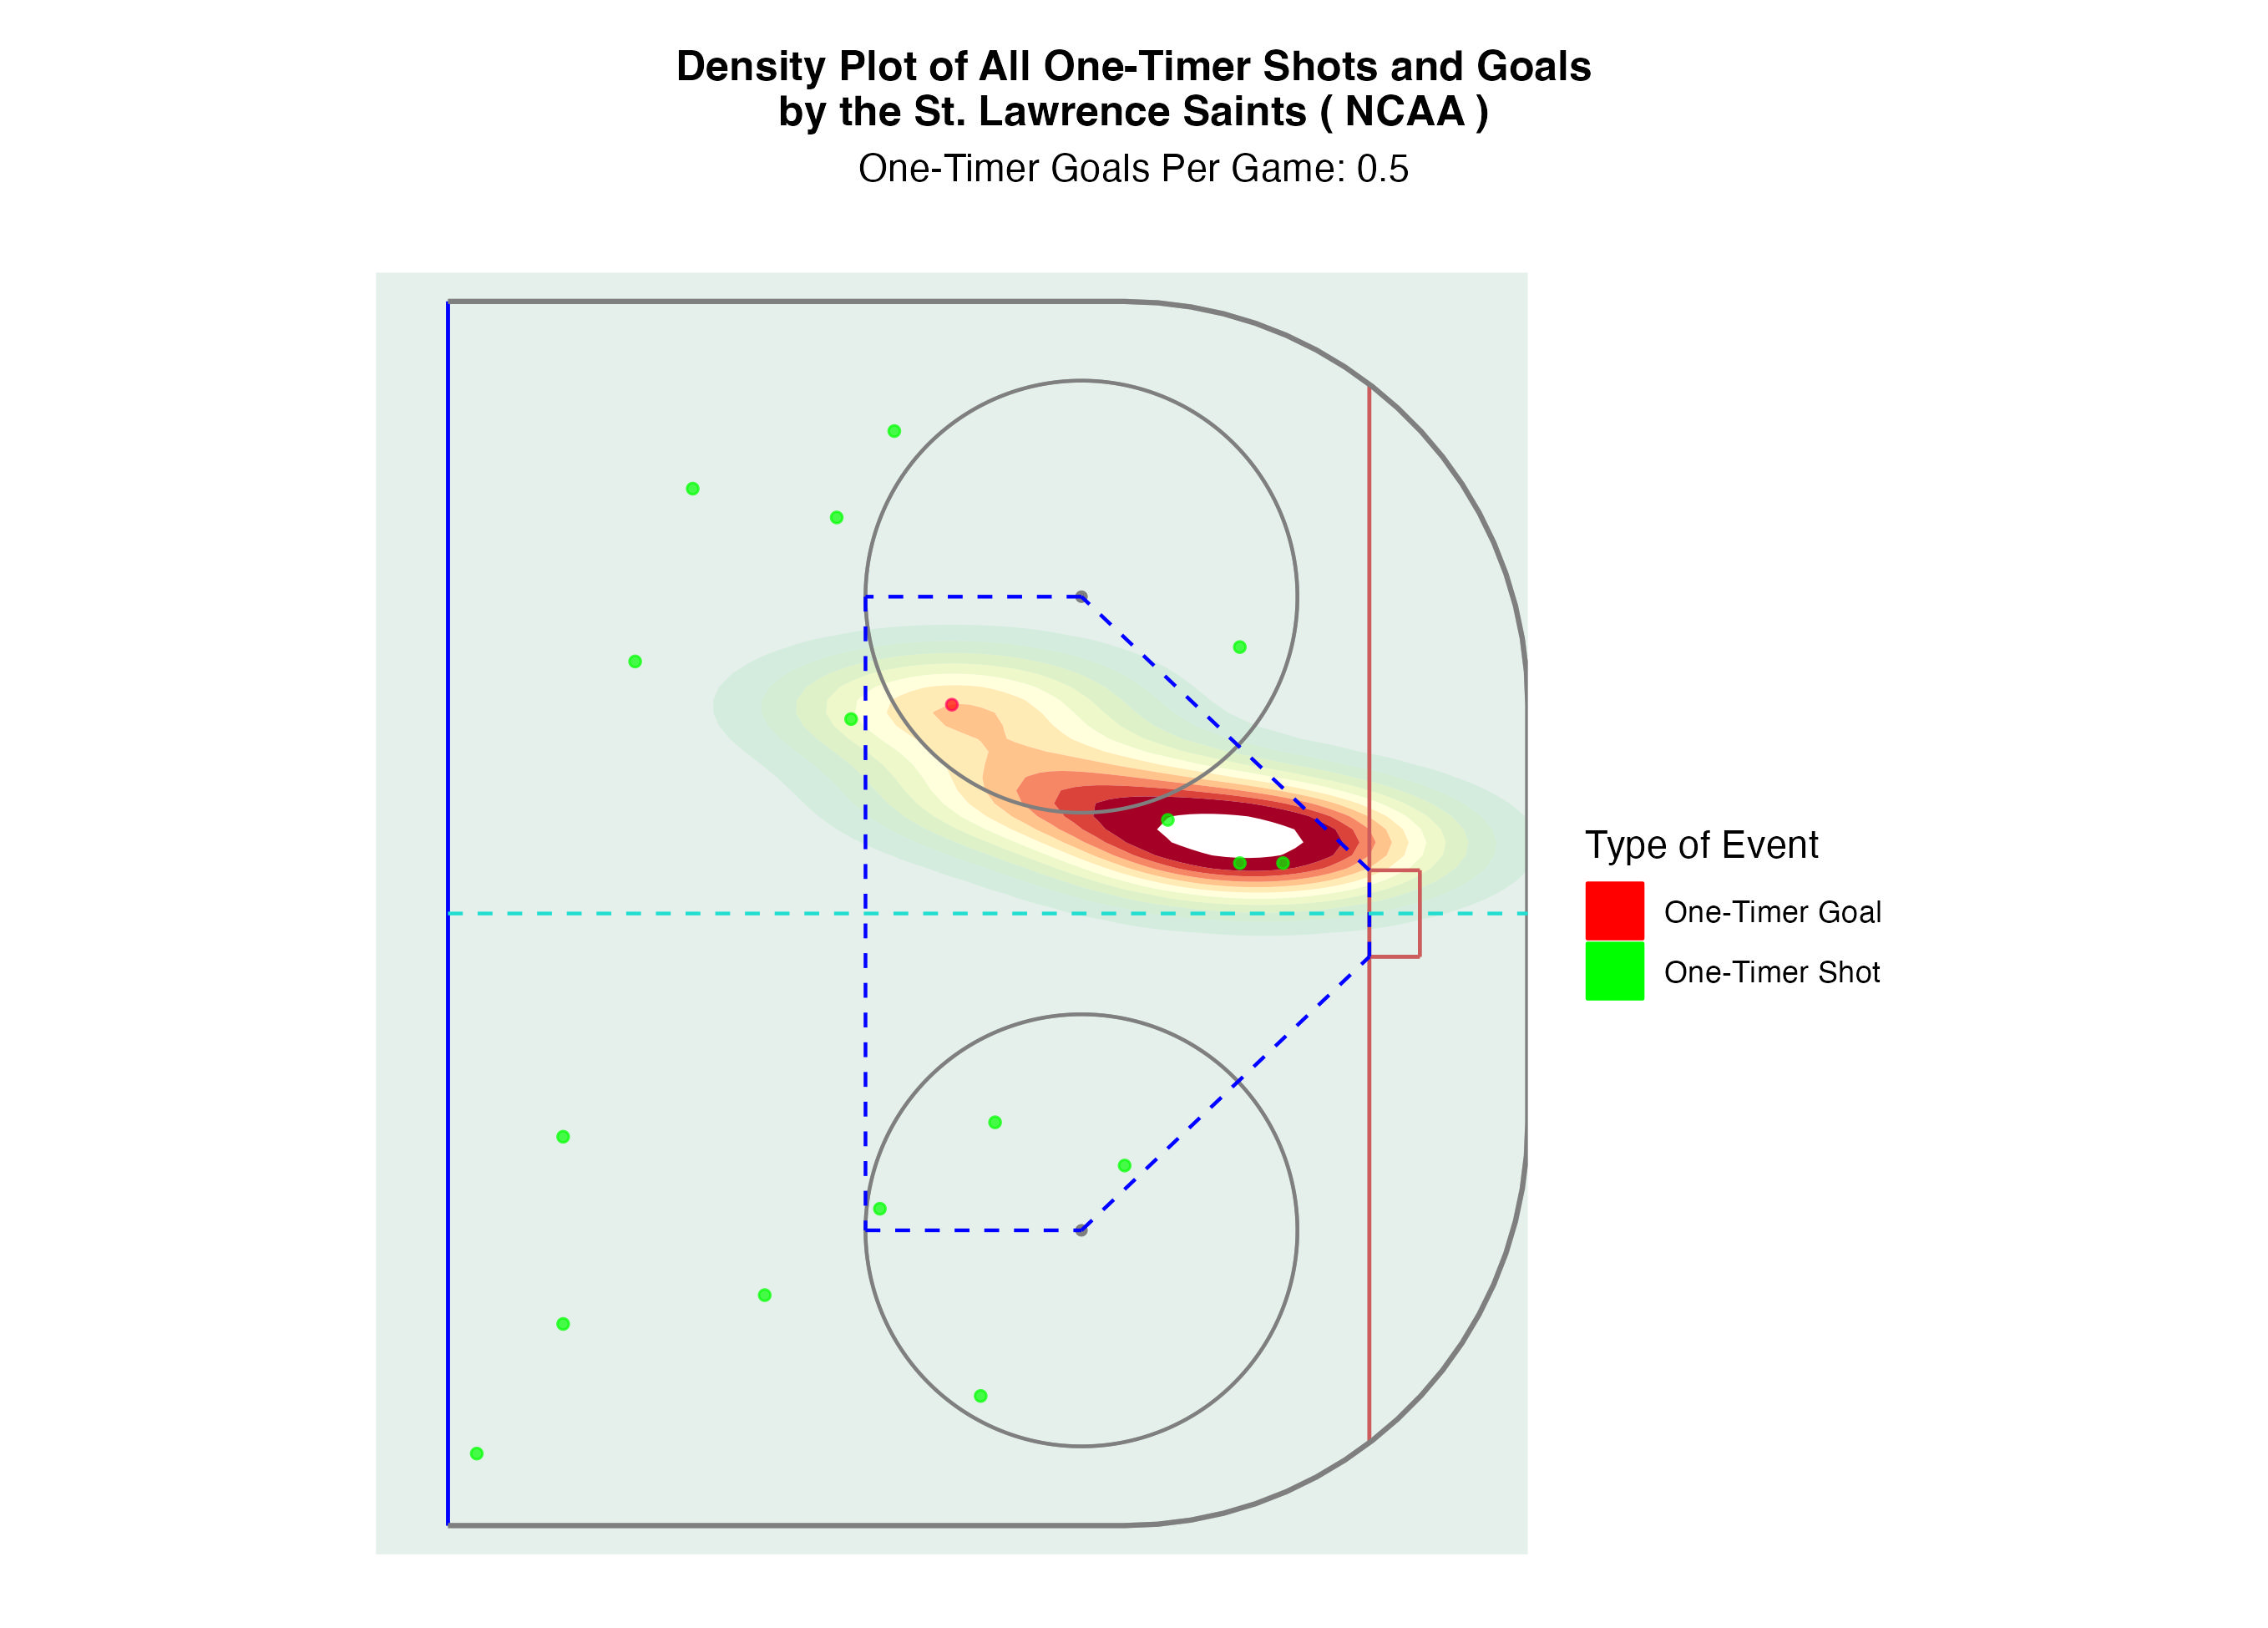 Density Plot of All One-Timer Shots and Goals
by the St. Lawrence Saints ( NCAA )
One-Timer Goals Per Game: 0.5
Type of Event
One-Timer Goal
One-Timer Shot